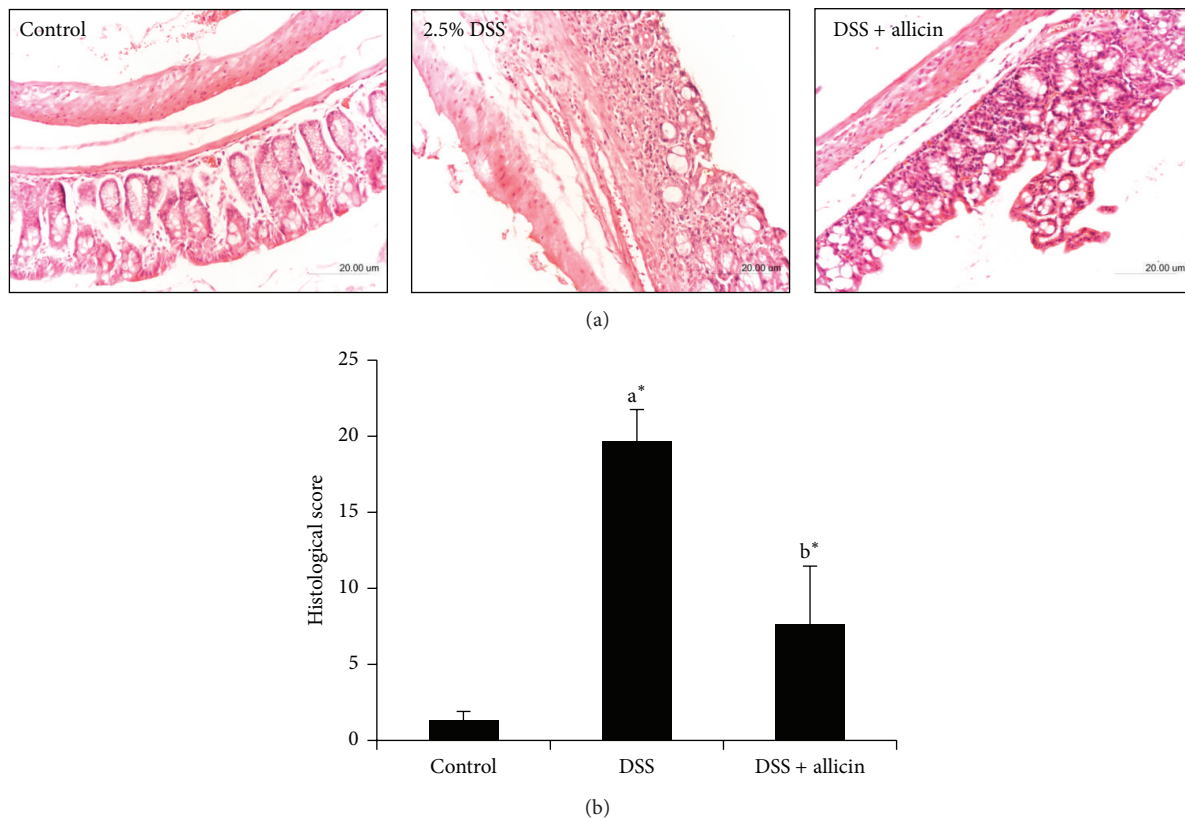 Control
2.5% DSS
DSS + allicin
20.00 um
20.00 um
20.00 um
(a)
25
20
15
10
5
0
Histological score
a*
b*
Control
DSS
DSS + allicin
(b)